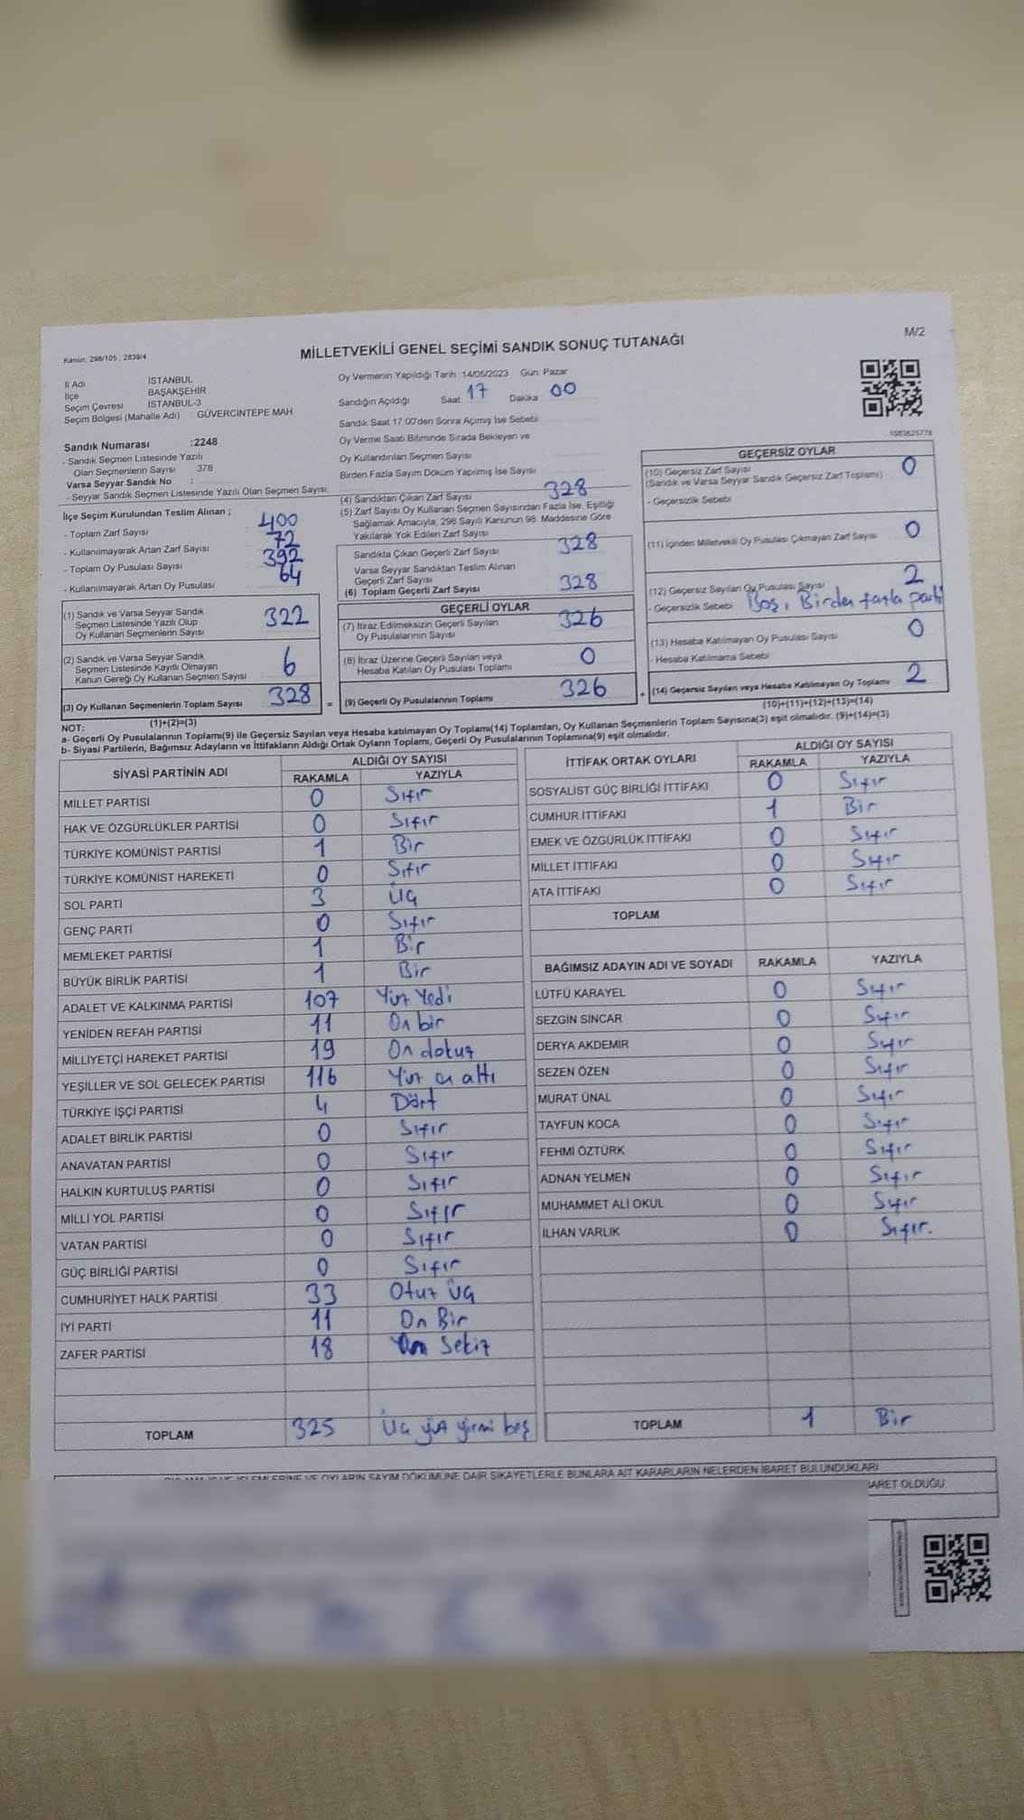 M/2
MİLLETVEKİLİ GENEL SEÇİMİ SANDIK SONUÇ TUTANAĞI
Kanun: 298/105 ; 2839/4
İl Adı İSTANBUL
İlçe BAŞAKŞEHİR
Seçim Çevresi İSTANBUL-3
Seçim Bölgesi (Mahalle Adı) GÜVERCİNTEPE MAH
Sandık Numarası :2248
- Sandık Seçmen Listesinde Yazılı
Olan Seçmenlerin Sayısı 378
Varsa Seyyar Sandık No :
- Seyyar Sandık Seçmen Listesinde Yazılı Olan Seçmen Sayısı
Oy Vermenin Yapıldığı Tarih :14/05/2023 Gün: Pazar
Sandığın Açıldığı Saat 17 Dakika 00
Sandık Saat 17:00'den Sonra Açımış İse Sebebi
Oy Verme Saati Bitiminde Sırada Bekleyen ve
Oy Kullandırılan Seçmen Sayısı
Birden Fazla Sayım Döküm Yapılmış İse Sayısı
İlçe Seçim Kurulundan Teslim Alınan ;
- Toplam Zarf Sayısı 400
- Kullanılmayarak Artan Zarf Sayısı 72
- Toplam Oy Pusulası Sayısı 392
- Kullanılmayarak Artan Oy Pusulası 64
(1) Sandık ve Varsa Seyyar Sandık
Seçmen Listesinde Yazılı Olup
Oy Kullanan Seçmenlerin Sayısı 322
(2) Sandık ve Varsa Seyyar Sandık
Seçmen Listesinde Kayıtlı Olmayan
Kanun Gereği Oy Kullanan Seçmen Sayısı 6
(3) Oy Kullanan Seçmenlerin Toplam Sayısı 328
(1)+(2)=(3)
(4) Sandıktan Çıkan Zarf Sayısı 328
(5) Zarf Sayısı Oy Kullanan Seçmen Sayısından Fazla İse, Eşitliği
Sağlamak Amacıyla, 298 Sayılı Kanunun 98. Maddesine Göre
Yakılarak Yok Edilen Zarf Sayısı
Sandıkta Çıkan Geçerli Zarf Sayısı 328
Varsa Seyyar Sandıktan Teslim Alınan
Geçerli Zarf Sayısı
(6) Toplam Geçerli Zarf Sayısı 328
GEÇERLİ OYLAR
(7) İtiraz Edilmeksizin Geçerli Sayılan
Oy Pusulalarının Sayısı 326
(8) İtiraz Üzerine Geçerli Sayılan veya
Hesaba Katılan Oy Pusulası Toplamı 0
= (9) Geçerli Oy Pusulalarının Toplamı 326 +
GEÇERSİZ OYLAR
(10) Geçersiz Zarf Sayısı 0
(Sandık ve Varsa Seyyar Sandık Geçersiz Zarf Toplamı)
- Geçersizlik Sebebi
(11) İçinden Milletvekili Oy Pusulası Çıkmayan Zarf Sayısı 0
(12) Geçersiz Sayılan Oy Pusulası Sayısı 2
- Geçersizlik Sebebi Boş, Birden fazla parti
(13) Hesaba Katılmayan Oy Pusulası Sayısı 0
- Hesaba Katılmama Sebebi
(14) Geçersiz Sayılan veya Hesaba Katılmayan Oy Toplamı 2
(10)+(11)+(12)+(13)=(14)
NOT:
a- Geçerli Oy Pusulalarının Toplamı(9) ile Geçersiz Sayılan veya Hesaba katılmayan Oy Toplamı(14) Toplamları, Oy Kullanan Seçmenlerin Toplam Sayısına(3) eşit olmalıdır. (9)+(14)=(3)
b- Siyasi Partilerin, Bağımsız Adayların ve İttifakların Aldığı Ortak Oyların Toplamı, Geçerli Oy Pusulalarının Toplamına(9) eşit olmalıdır.
SİYASİ PARTİNİN ADI ALDIĞI OY SAYISI
RAKAMLA YAZIYLA
MİLLET PARTİSİ 0 Sıfır
HAK VE ÖZGÜRLÜKLER PARTİSİ 0 Sıfır
TÜRKİYE KOMÜNİST PARTİSİ 1 Bir
TÜRKİYE KOMÜNİST HAREKETİ 0 Sıfır
SOL PARTİ 3 Üç
GENÇ PARTİ 0 Sıfır
MEMLEKET PARTİSİ 1 Bir
BÜYÜK BİRLİK PARTİSİ 1 Bir
ADALET VE KALKINMA PARTİSİ 107 Yüz Yedi
YENİDEN REFAH PARTİSİ 11 On bir
MİLLİYETÇİ HAREKET PARTİSİ 19 On dokuz
YEŞİLLER VE SOL GELECEK PARTİSİ 116 Yüz on altı
TÜRKİYE İŞÇİ PARTİSİ 4 Dört
ADALET BİRLİK PARTİSİ 0 Sıfır
ANAVATAN PARTİSİ 0 Sıfır
HALKIN KURTULUŞ PARTİSİ 0 Sıfır
MİLLİ YOL PARTİSİ 0 Sıfır
VATAN PARTİSİ 0 Sıfır
GÜÇ BİRLİĞİ PARTİSİ 0 Sıfır
CUMHURİYET HALK PARTİSİ 33 Otuz üç
İYİ PARTİ 11 On Bir
ZAFER PARTİSİ 18 On Sekiz
TOPLAM 325 Üç yüz yirmi beş
İTTİFAK ORTAK OYLARI ALDIĞI OY SAYISI
RAKAMLA YAZIYLA
SOSYALİST GÜÇ BİRLİĞİ İTTİFAKI 0 Sıfır
CUMHUR İTTİFAKI 1 Bir
EMEK VE ÖZGÜRLÜK İTTİFAKI 0 Sıfır
MİLLET İTTİFAKI 0 Sıfır
ATA İTTİFAKI 0 Sıfır
TOPLAM
BAĞIMSIZ ADAYIN ADI VE SOYADI RAKAMLA YAZIYLA
LÜTFÜ KARAYEL 0 Sıfır
SEZGİN SİNCAR 0 Sıfır
DERYA AKDEMİR 0 Sıfır
SEZEN ÖZEN 0 Sıfır
MURAT ÜNAL 0 Sıfır
TAYFUN KOCA 0 Sıfır
FEHMİ ÖZTÜRK 0 Sıfır
ADNAN YELMEN 0 Sıfır
MUHAMMET ALİ OKUL 0 Sıfır
İLHAN VARLIK 0 Sıfır.
TOPLAM 1 Bir
OYLARIN SAYIM DÖKÜMÜNE DAİR ŞİKAYETLERLE BUNLARA AİT KARARLARIN NELERDEN İBARET BULUNDUKLARI
BARET OLDUĞU